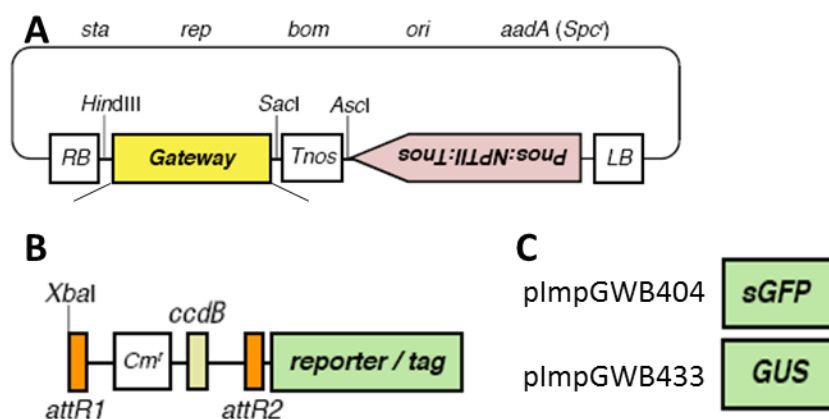 A
sta rep bom ori aadA (Spcʳ)
HindIII SacI AscI
RB Gateway Tnos Pnos:NPTII:Tnos LB
B
XbaI
ccdB
Cmʳ reporter / tag
attR1 attR2
C
pImpGWB404 sGFP
pImpGWB433 GUS